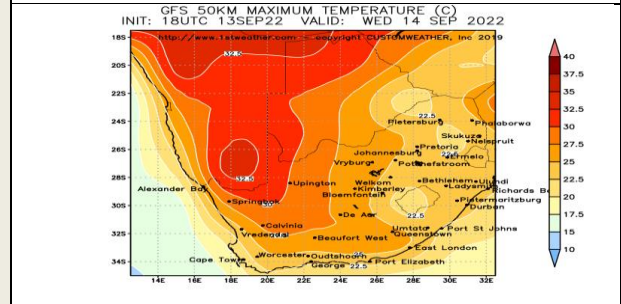 GFS 50KM MAXIMUM TEMPERATURE (C)
INIT: 18UTC 13SEP22 VALID: WED 14 SEP 2022
http://www.1stweather.com copyright CUSTOMWEATHER, Inc 2019
18S
32.5
40
20S
37.5
22S
35
22.5
24S
Pietersburg
Phalaborwa
32.5
Skukuza
Nelspruit
26S
Pretoria
30
Johannesburg
22.5
Ermelo
Vryburg
Potchefstroom
27.5
32.5
28S
Welkom
Bethlehem
Ulundi
25
Alexander Bay
Upington
Kimberley
Ladysmith
Richards B
Bloemfontein
22.5
Springbok
30
Pietermaritzburg
30S
Durban
20
De Aar
22.5
17.5
Calvinia
Umtata
Port St Johns
Vredendal
Queenstown
32S
Beaufort West
15
East London
Worcester
Oudtshoorn
25
10
34S
Cape Town
George
22.5
Port Elizabeth
14E 16E 18E 20E 22E 24E 26E 28E 30E 32E